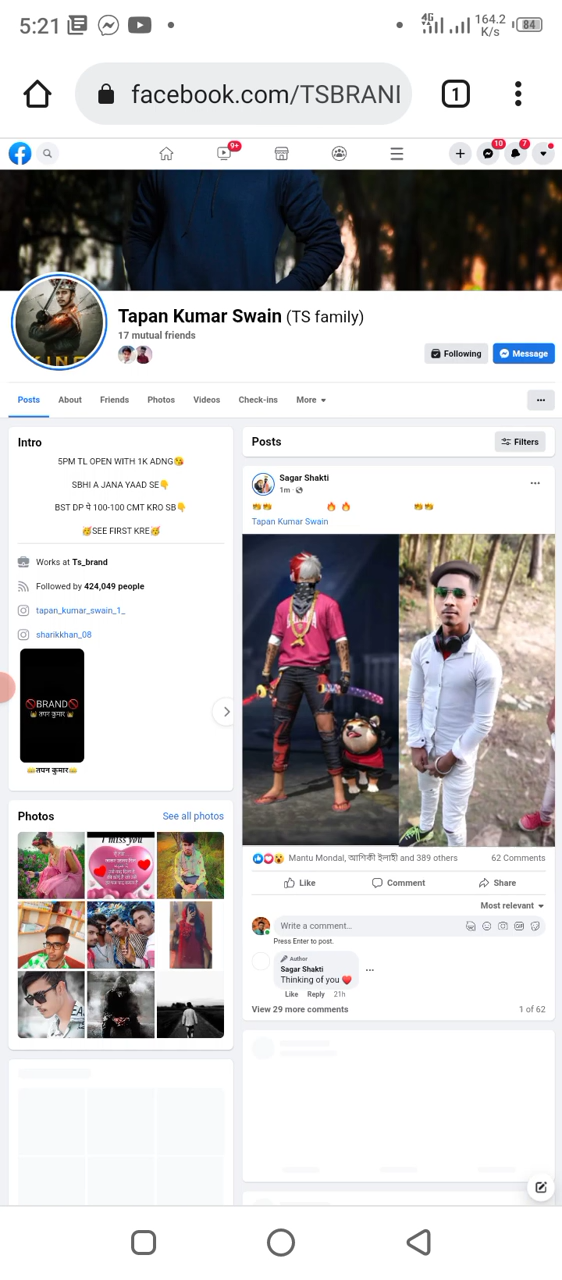 5:21
4G
164.2
K/s
84
facebook.com/TSBRAND
1
9+
10
7
KING
Tapan Kumar Swain (TS family)
17 mutual friends
Following
Message
Posts
About
Friends
Photos
Videos
Check-ins
More
Intro
5PM TL OPEN WITH 1K ADNG😘
SBHI A JANA YAAD SE👇
BST DP पे 100-100 CMT KRO SB👇
🥳SEE FIRST KRE🥳
Works at Ts_brand
Followed by 424,049 people
tapan_kumar_swain_1_
sharikkhan_08
🚫BRAND🚫
👑 तपन कुमार 👑
👑तपन कुमार👑
Photos
See all photos
I miss you
Posts
Filters
Sagar Shakti
1m
🔥 🔥
Tapan Kumar Swain
Mantu Mondal, আশিকী ইলাহী and 389 others
62 Comments
Like
Comment
Share
Most relevant
Write a comment...
GIF
Press Enter to post.
Author
Sagar Shakti
Thinking of you ❤️
Like Reply 21h
View 29 more comments
1 of 62